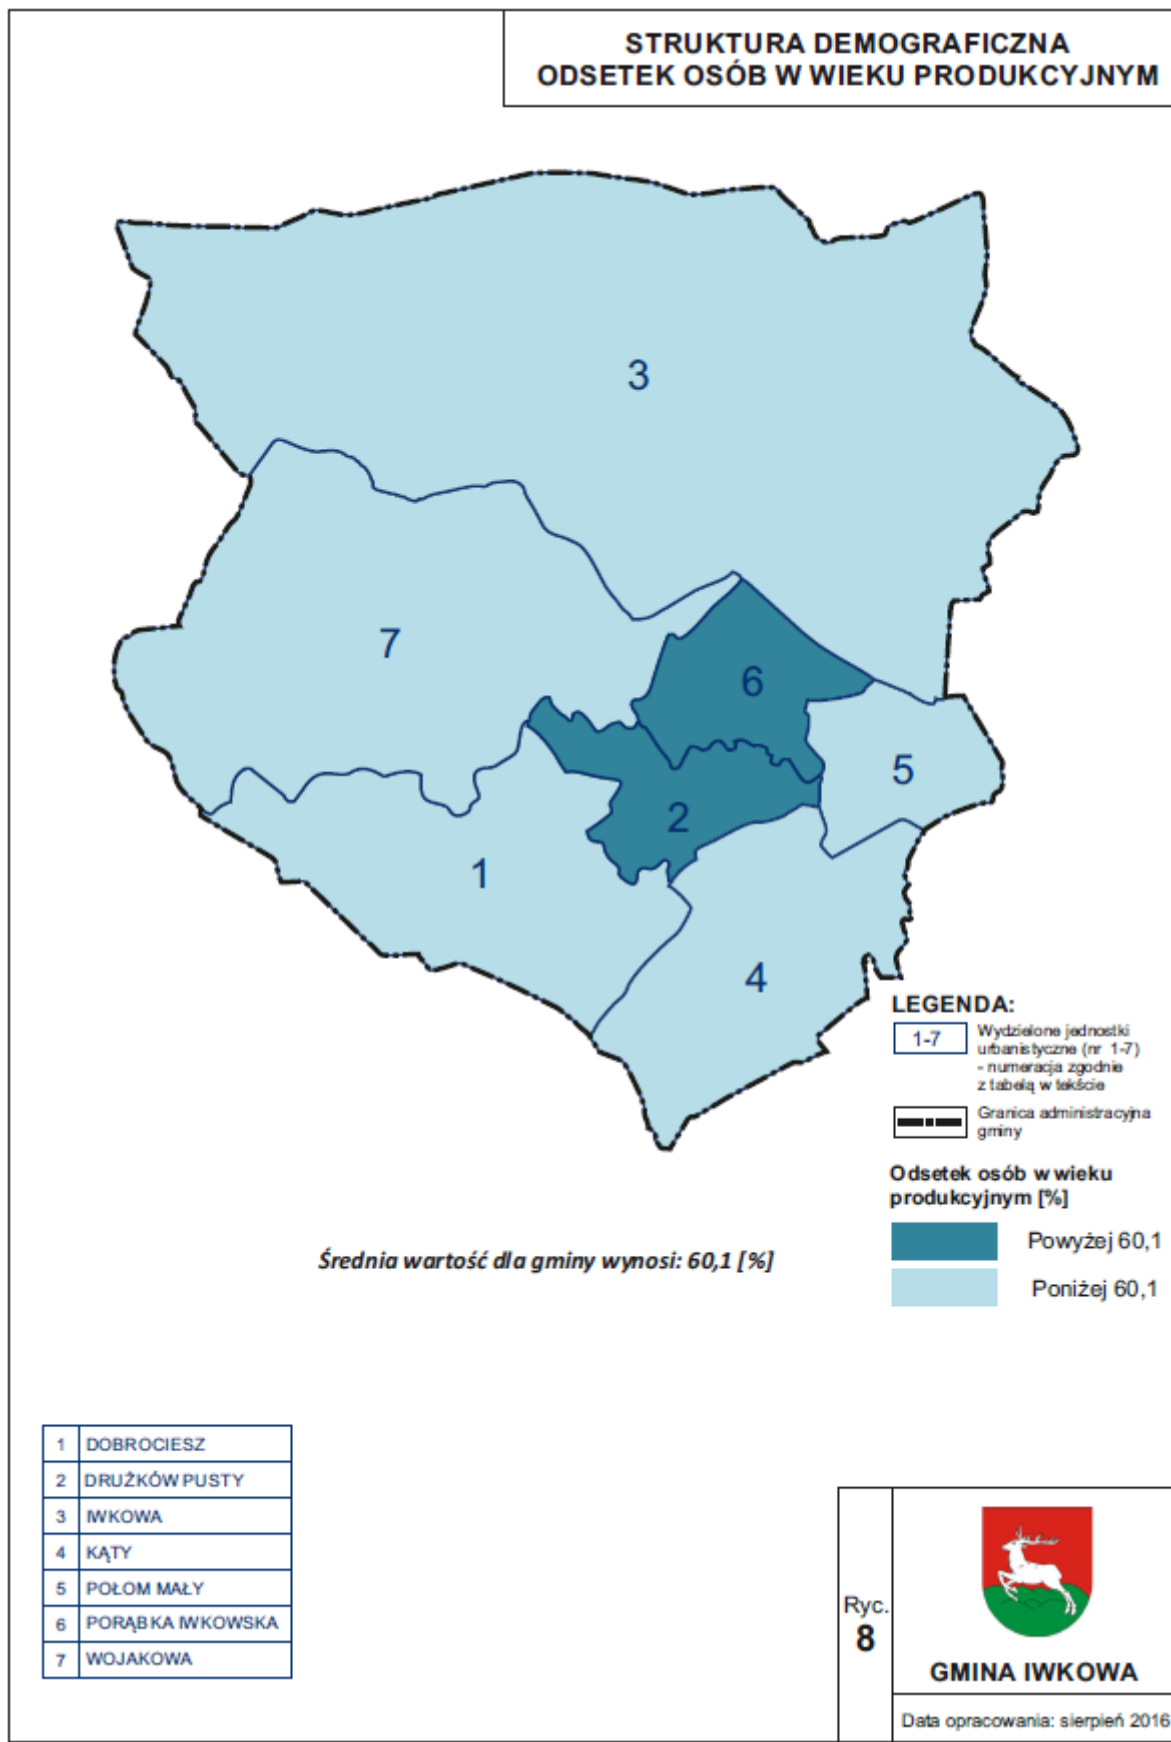 STRUKTURA DEMOGRAFICZNA
ODSETEK OSÓB W WIEKU PRODUKCYJNYM
3
7
6
5
2
1
4
LEGENDA:
1-7
Wydzielone jednostki
urbanistyczne (nr 1-7)
- numeracja zgodnie
z tabelą w tekście
Granica administracyjna
gminy
Odsetek osób w wieku
produkcyjnym [%]
Powyżej 60,1
Poniżej 60,1
Średnia wartość dla gminy wynosi: 60,1 [%]
1 DOBROCIESZ
2 DRUŻKÓW PUSTY
3 IWKOWA
4 KĄTY
5 POŁOM MAŁY
6 PORĄBKA IWKOWSKA
7 WOJAKOWA
Ryc.
8
GMINA IWKOWA
Data opracowania: sierpień 2016